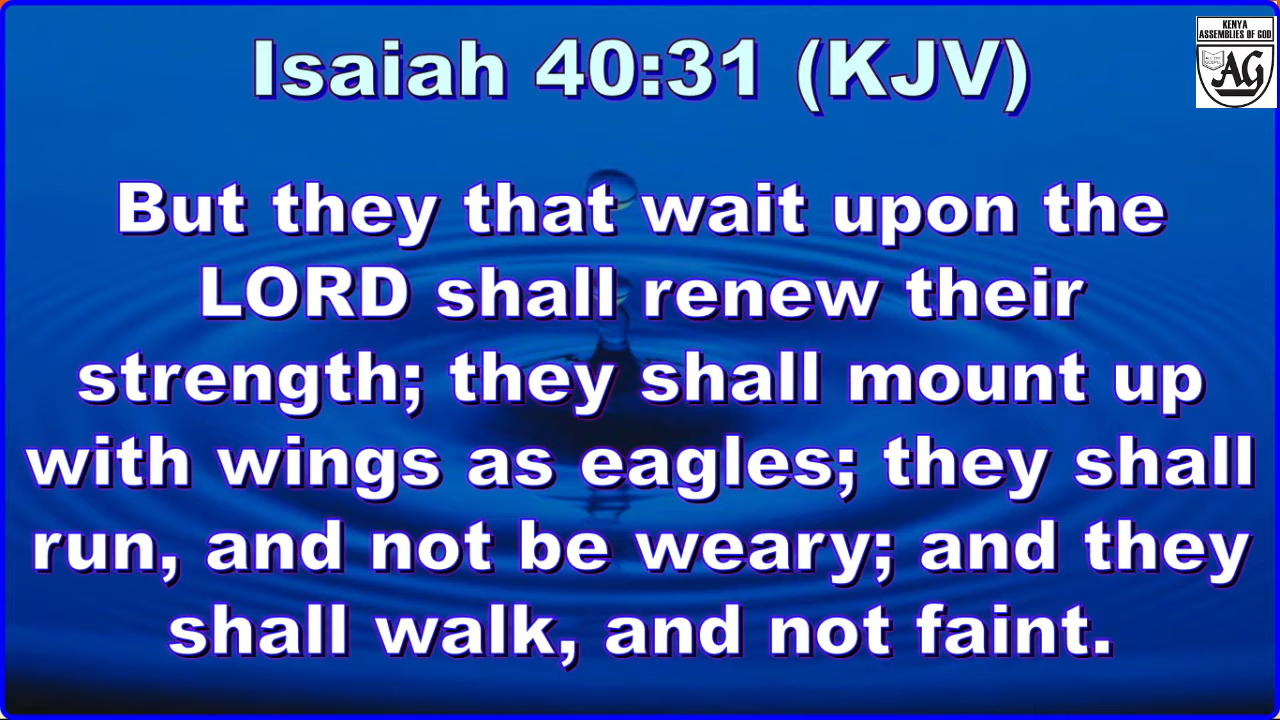 Isaiah 40:31 (KJV)
KENYA
ASSEMBLIES OF GOD
AG
But they that wait upon the
LORD shall renew their
strength; they shall mount up
with wings as eagles; they shall
run, and not be weary; and they
shall walk, and not faint.